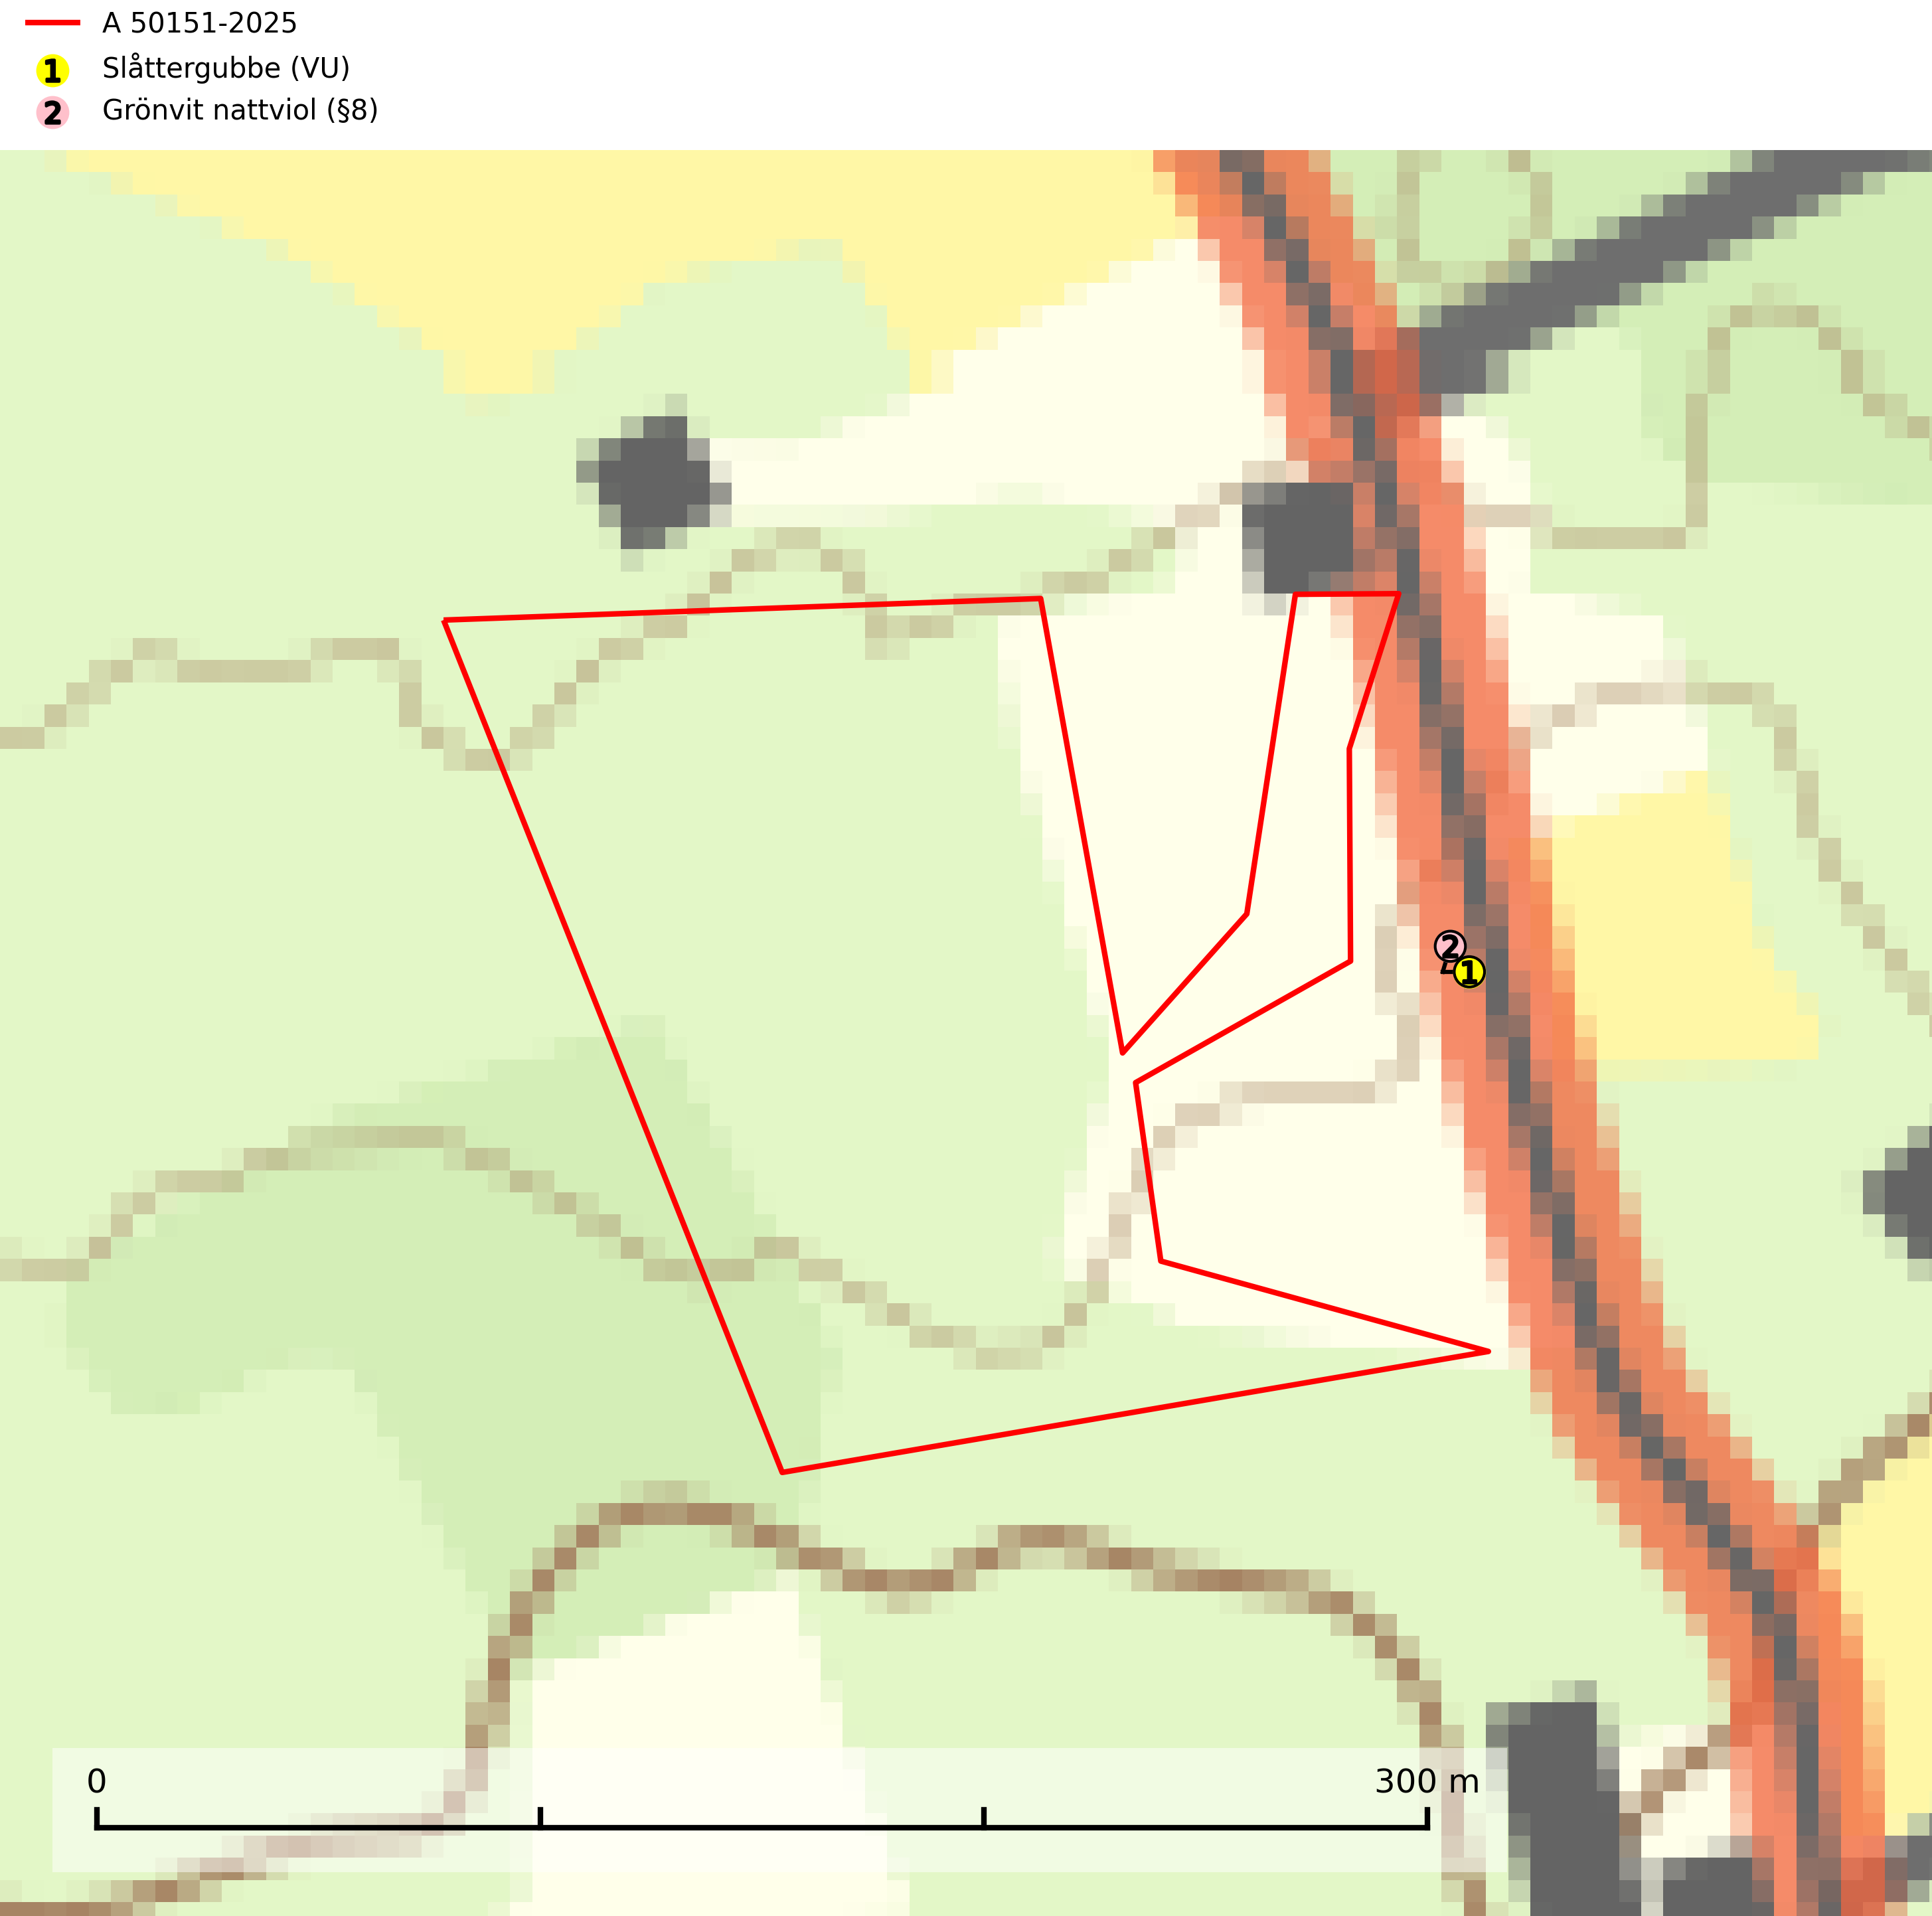 A 50151-2025
1 Slåttergubbe (VU)
2 Grönvit nattviol (§8)
2
1
0 300 m